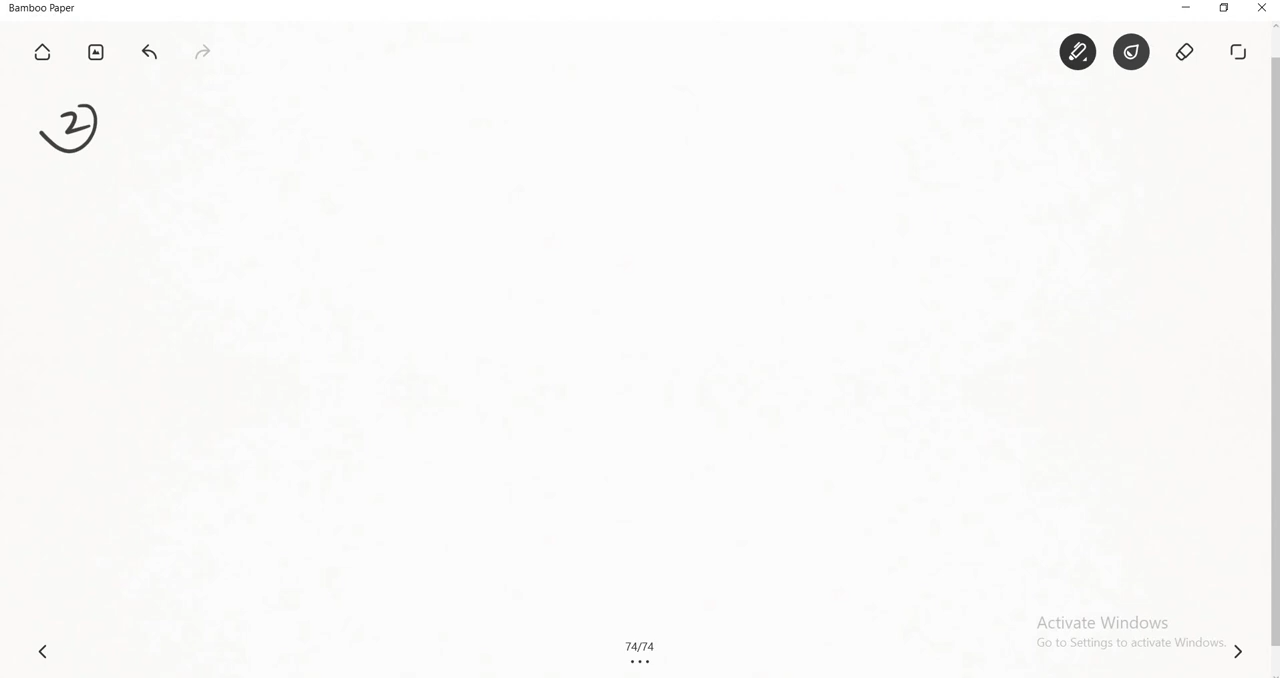 Bamboo Paper
2
74/74
Activate Windows
Go to Settings to activate Windows.